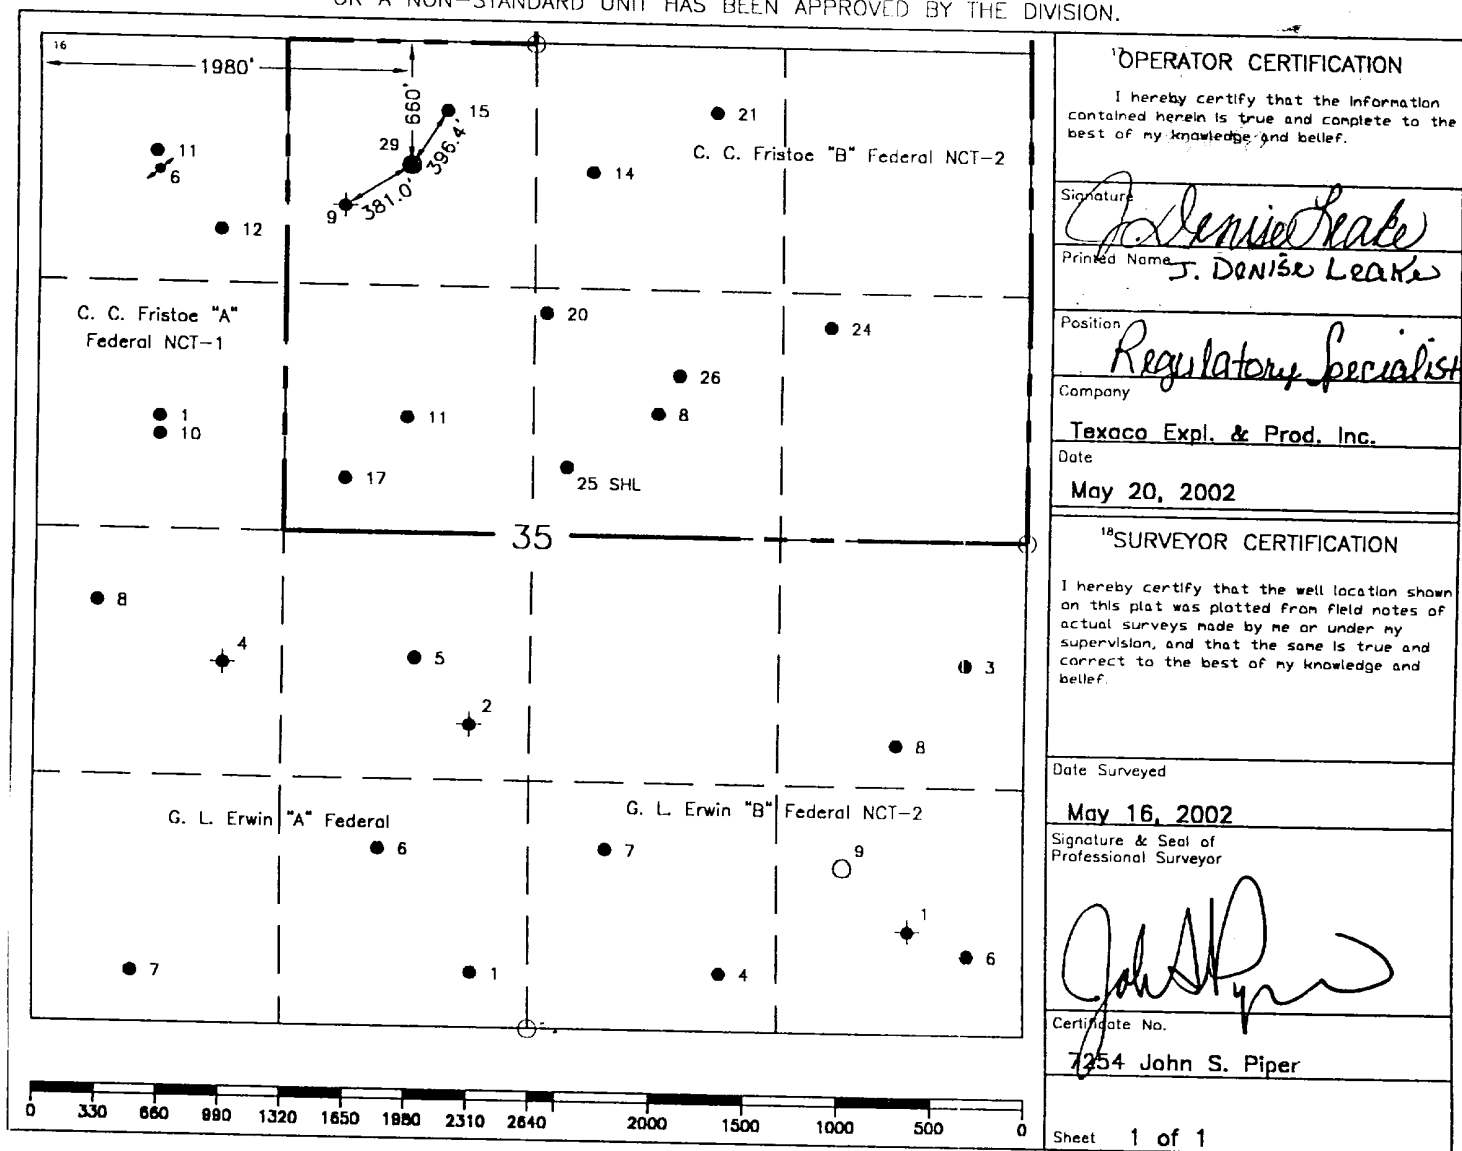 OR A NON-STANDARD UNIT HAS BEEN APPROVED BY THE DIVISION.
16
1980'
660'
15
29
396.4'
381.0'
9
11
6
12
21
C. C. Fristoe "B" Federal NCT-2
14
C. C. Fristoe "A"
Federal NCT-1
20
24
26
8
1
10
11
17
25 SHL
35
8
4
5
2
3
8
G. L. Erwin "A" Federal
G. L. Erwin "B" Federal NCT-2
6
7
9
1
6
7
1
4
0 330 660 990 1320 1650 1980 2310 2640 2000 1500 1000 500 0
17 OPERATOR CERTIFICATION
I hereby certify that the information
contained herein is true and complete to the
best of my knowledge and belief.
Signature
J. Denise Leake
Printed Name
J. Denise Leake
Position
Regulatory Specialist
Company
Texaco Expl. & Prod. Inc.
Date
May 20, 2002
18 SURVEYOR CERTIFICATION
I hereby certify that the well location shown
on this plat was plotted from field notes of
actual surveys made by me or under my
supervision, and that the same is true and
correct to the best of my knowledge and
belief.
Date Surveyed
May 16, 2002
Signature & Seal of
Professional Surveyor
John S. Piper
Certificate No.
7254 John S. Piper
Sheet 1 of 1